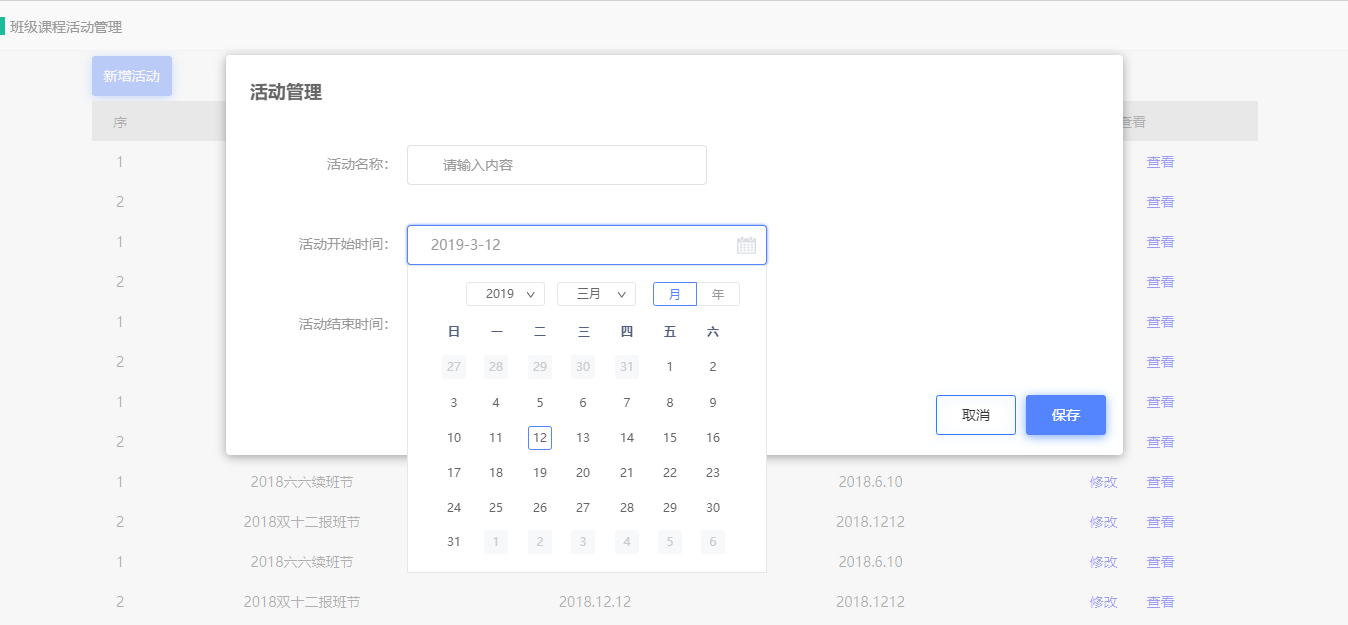 班级课程活动管理
新增活动
活动管理
序 查看
1 活动名称： 请输入内容 查看
2 查看
1 活动开始时间： 2019-3-12 查看
2 2019 三月 月 年 查看
1 活动结束时间： 日 一 二 三 四 五 六 查看
2 27 28 29 30 31 1 2 查看
1 3 4 5 6 7 8 9 查看
取消 保存
2 10 11 12 13 14 15 16 查看
1 2018六六续班节 17 18 19 20 21 22 23 2018.6.10 修改 查看
2 2018双十二报班节 24 25 26 27 28 29 30 2018.1212 修改 查看
31 1 2 3 4 5 6
1 2018六六续班节 2018.6.10 修改 查看
2 2018双十二报班节 2018.12.12 2018.1212 修改 查看